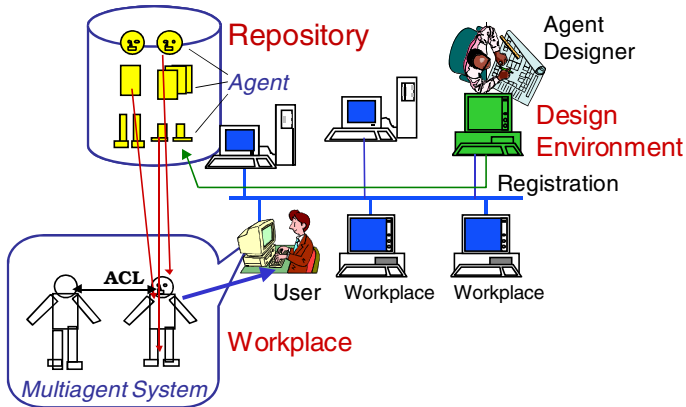 Repository
Agent
Designer
Agent
Design
Environment
Registration
ACL
User
Workplace
Workplace
Workplace
Multiagent System